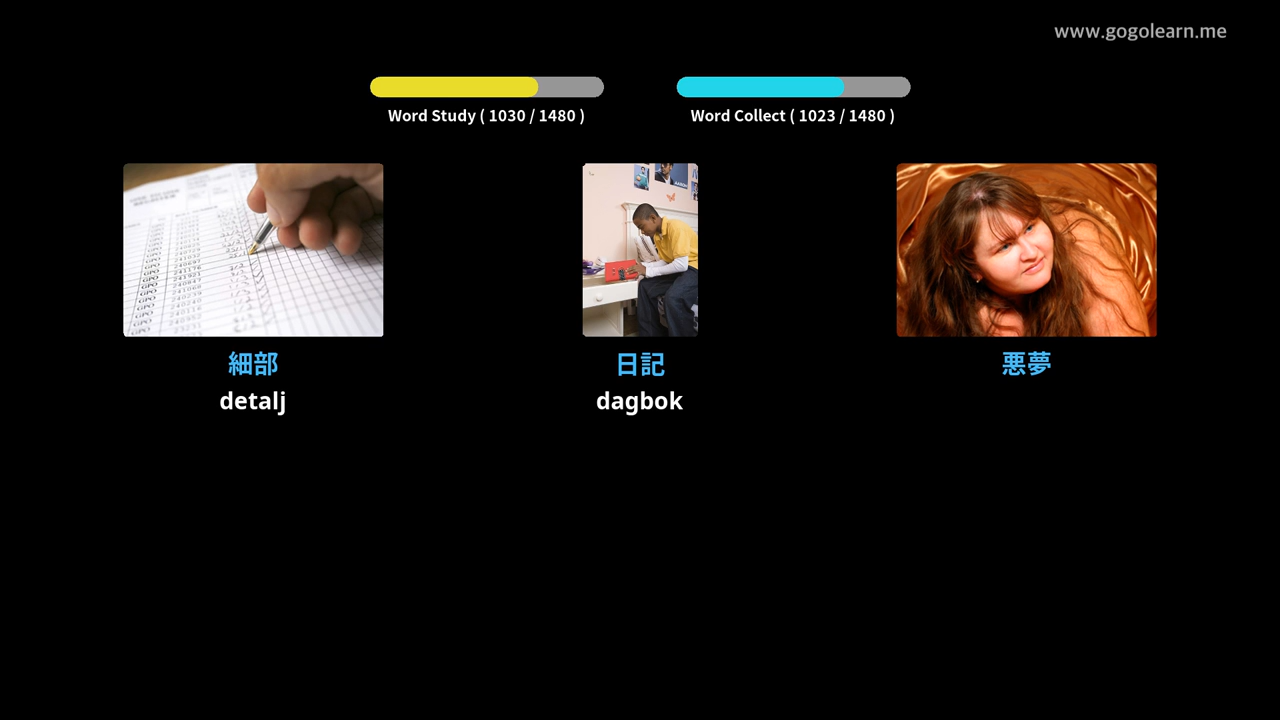 www.gogolearn.me
Word Study ( 1030 / 1480 )
Word Collect ( 1023 / 1480 )
細部
detalj
日記
dagbok
悪夢